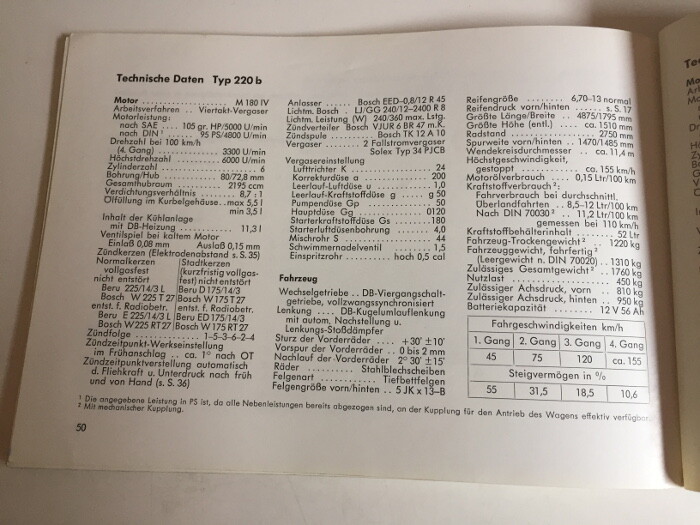 Technische Daten Typ 220 b
Motor .................. M 180 IV
Arbeitsverfahren .. Viertakt-Vergaser
Motorleistung:
nach SAE .... 105 gr. HP/5000 U/min
nach DIN¹ ..... 95 PS/4800 U/min
Drehzahl bei 100 km/h
(4. Gang) .............. 3300 U/min
Höchstdrehzahl ........ 6000 U/min
Zylinderzahl .................. 6
Bohrung/Hub ......... 80/72,8 mm
Gesamthubraum ........ 2195 ccm
Verdichtungsverhältnis ...... 8,7 : 1
Ölfüllung im Kurbelgehäuse..max 5,5 l
min 3,5 l
Inhalt der Kühlanlage
mit DB-Heizung ............ 11,3 l
Ventilspiel bei kaltem Motor
Einlaß 0,08 mm Auslaß 0,15 mm
Zündkerzen (Elektrodenabstand s. S. 35)
Normalkerzen Stadtkerzen
vollgasfest (kurzfristig vollgas-
nicht entstört fest) nicht entstört
Beru 225/14/3 L Beru D 175/14/3
Bosch W 225 T 27 Bosch W 175 T 27
entst. f. Radiobetr. entst. f. Radiobetr.
Beru E 225/14/3 L Beru ED 175/14/3
Bosch W 225 RT 27 Bosch W 175 RT 27
Zündfolge ............ 1–5–3–6–2–4
Zündzeitpunkt-Werkseinstellung
im Frühanschlag .. ca. 1° nach OT
Zündzeitpunktverstellung automatisch
d. Fliehkraft u. Unterdruck nach früh
und von Hand (s. S. 36)
Anlasser ..... Bosch EED–0,8/12 R 45
Lichtm. Bosch . LJ/GG 240/12–2400 R 8
Lichtm. Leistung (W) 240/360 max. Lstg.
Zündverteiler Bosch VJUR 6 BR 47 m.K.
Zündspule ....... Bosch TK 12 A 10
Vergaser ....... 2 Fallstromvergaser
Solex Typ 34 PJCB
Vergasereinstellung
Lufttrichter K .............. 24
Korrekturdüse a ........... 200
Leerlauf-Luftdüse u ........ 1,0
Leerlauf-Kraftstoffdüse g .... g 50
Pumpendüse Gp ............ 50
Hauptdüse Gg ............ 0120
Starterkraftstoffdüse Gs ..... 180
Starterluftdüsenbohrung ..... 4,0
Mischrohr S ............... 44
Schwimmernadelventil ....... 1,5
Einspritzrohr ....... hoch 0,5 cal
Fahrzeug
Wechselgetriebe .. DB-Viergangschalt-
getriebe, vollzwangssynchronisiert
Lenkung .... DB-Kugelumlauflenkung
mit autom. Nachstellung u.
Lenkungs-Stoßdämpfer
Sturz der Vorderräder .... +30' ±10'
Vorspur der Vorderräder .. 0 bis 2 mm
Nachlauf der Vorderräder 2° 30' ±15'
Räder ........... Stahlblechscheiben
Felgenart ............ Tiefbettfelgen
Felgengröße vorn/hinten .. 5 JK x 13–B
Reifengröße ........ 6,70–13 normal
Reifendruck vorn/hinten ..... s. S. 17
Größte Länge/Breite .. 4875/1795 mm
Größte Höhe (entl.) .... ca. 1510 mm
Radstand ............... 2750 mm
Spurweite vorn/hinten .. 1470/1485 mm
Wendekreisdurchmesser .. ca. 11,4 m
Höchstgeschwindigkeit,
gestoppt .......... ca. 155 km/h
Motorölverbrauch .. 0,15 Ltr/100 km
Kraftstoffverbrauch²:
Fahrverbrauch bei durchschnittl.
Überlandfahrten . 8,5–12 Ltr/100 km
Nach DIN 70030² .. 11,2 Ltr/100 km
gemessen bei 110 km/h
Kraftstoffbehälterinhalt ...... 52 Ltr
Fahrzeug-Trockengewicht² .. 1220 kg
Fahrzeuggewicht, fahrfertig²
(Leergewicht n. DIN 70020) .. 1310 kg
Zulässiges Gesamtgewicht² .. 1760 kg
Nutzlast ................ 450 kg
Zulässiger Achsdruck, vorn .. 810 kg
Zulässiger Achsdruck, hinten .. 950 kg
Batteriekapazität ...... 12 V 56 Ah
Fahrgeschwindigkeiten km/h
1. Gang 2. Gang 3. Gang 4. Gang
45 75 120 ca. 155
Steigvermögen in %
55 31,5 18,5 10,6
¹ Die angegebene Leistung in PS ist, da alle Nebenleistungen bereits abgezogen sind, an der Kupplung für den Antrieb des Wagens effektiv verfügbar.
² Mit mechanischer Kupplung.
50